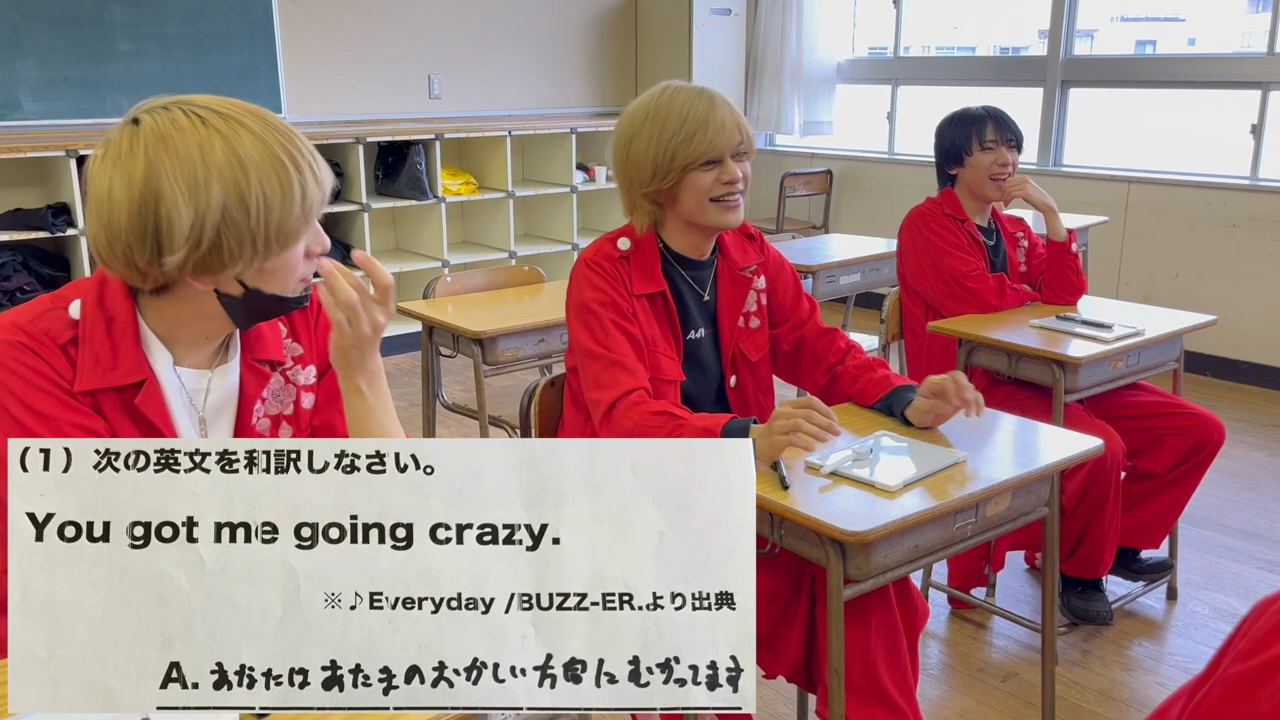 （1）次の英文を和訳しなさい。
You got me going crazy.
※♪Everyday /BUZZ-ER.より出典
A. あなたはあたまのおかしい方向にむかってます